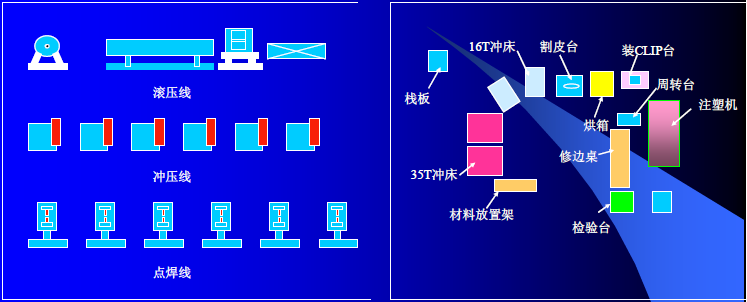 滚压线
冲压线
点焊线
16T冲床
割皮台
装CLIP台
栈板
周转台
注塑机
烘箱
修边桌
35T冲床
材料放置架
检验台